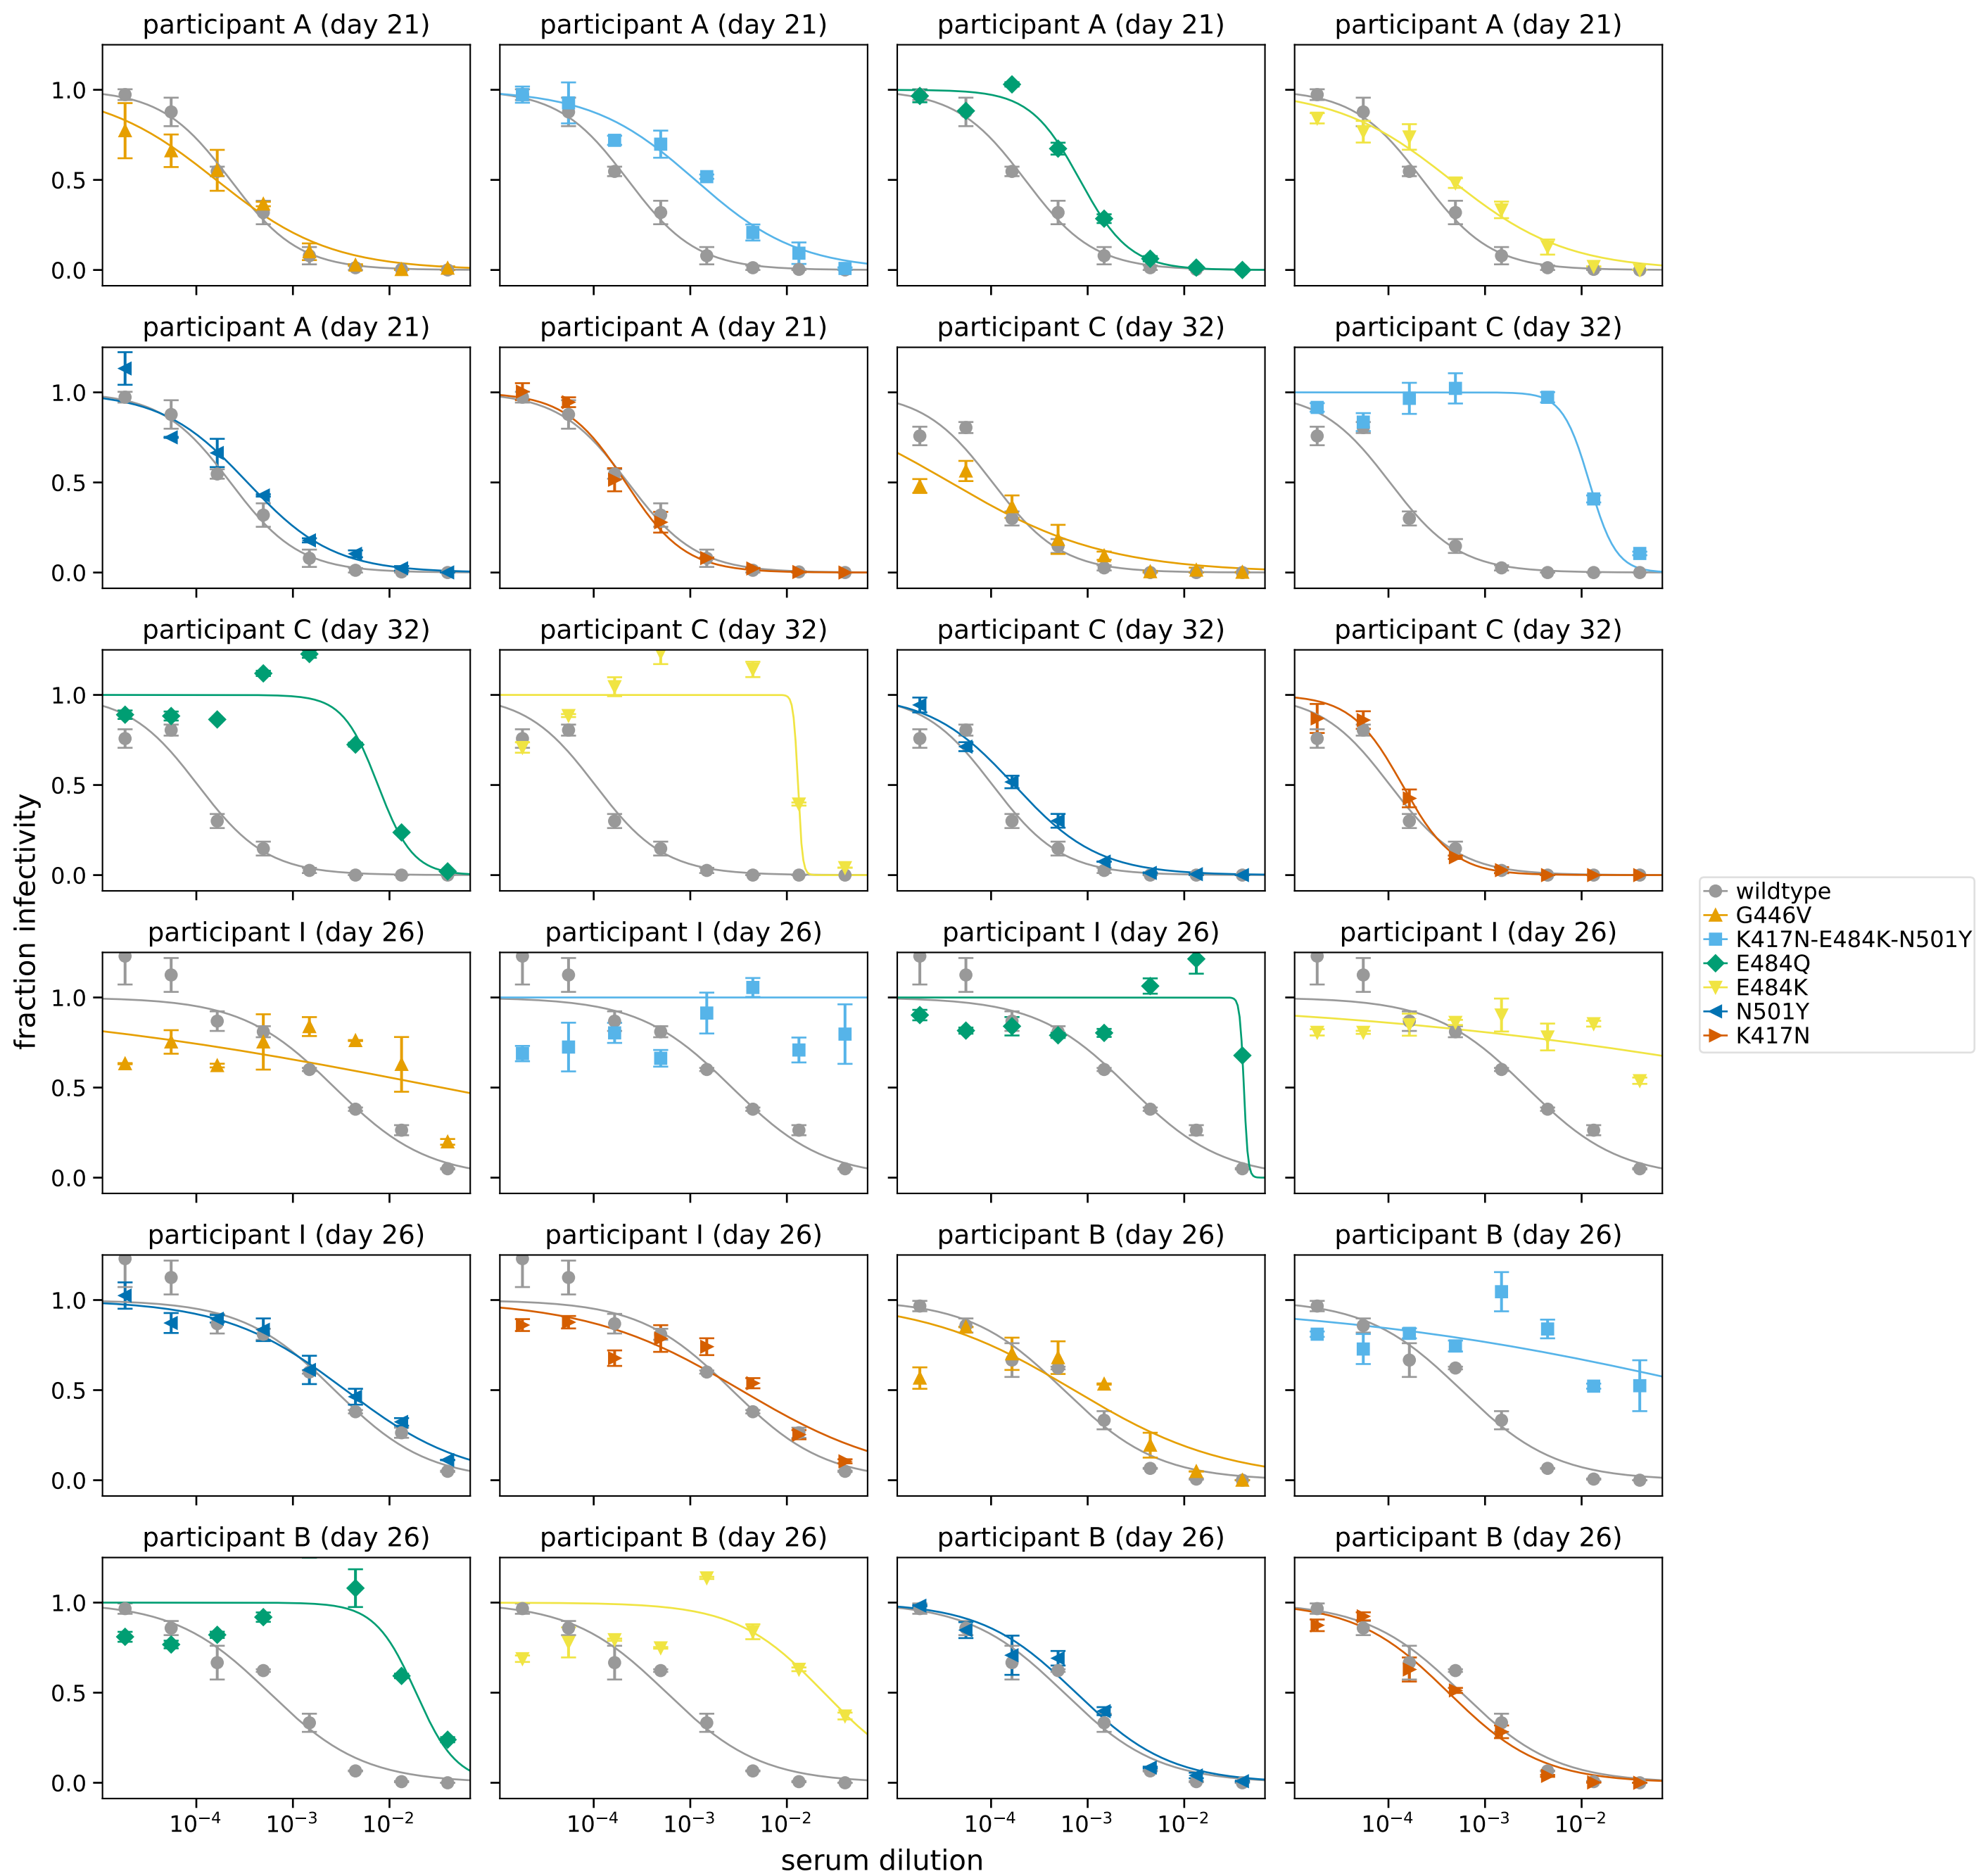 participant A (day 21) participant A (day 21) participant A (day 21) participant A (day 21)
1.0
0.5
0.0
participant A (day 21) participant A (day 21) participant C (day 32) participant C (day 32)
1.0
0.5
0.0
participant C (day 32) participant C (day 32) participant C (day 32) participant C (day 32)
1.0
0.5
0.0
participant I (day 26) participant I (day 26) participant I (day 26) participant I (day 26)
1.0
0.5
0.0
participant I (day 26) participant I (day 26) participant B (day 26) participant B (day 26)
1.0
0.5
0.0
participant B (day 26) participant B (day 26) participant B (day 26) participant B (day 26)
1.0
0.5
0.0
10⁻⁴ 10⁻³ 10⁻² 10⁻⁴ 10⁻³ 10⁻² 10⁻⁴ 10⁻³ 10⁻² 10⁻⁴ 10⁻³ 10⁻²
serum dilution
fraction infectivity
wildtype
G446V
K417N-E484K-N501Y
E484Q
E484K
N501Y
K417N